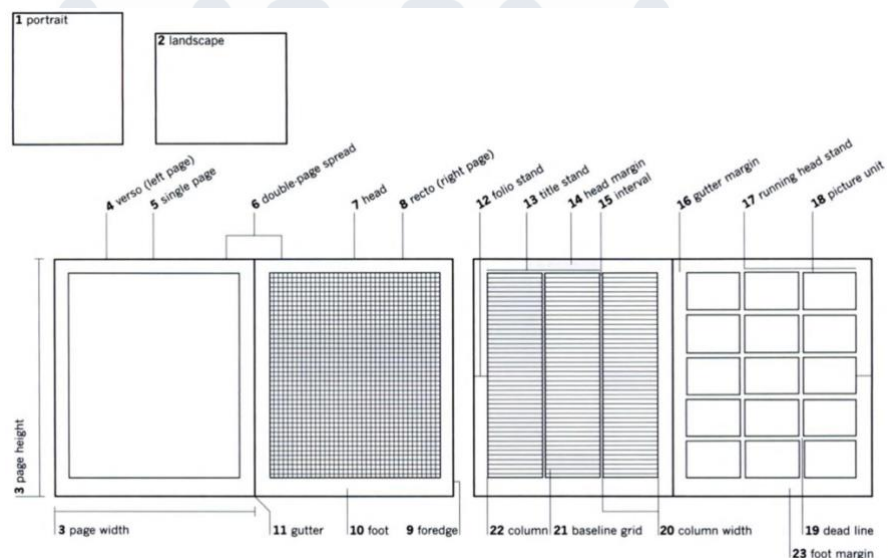 1 portrait
2 landscape
4 verso (left page)
5 single page
6 double-page spread
7 head
8 recto (right page)
12 folio stand
13 title stand
14 head margin
15 interval
16 gutter margin
17 running head stand
18 picture unit
3 page height
3 page width
11 gutter
10 foot
9 foredge
22 column
21 baseline grid
20 column width
19 dead line
23 foot margin